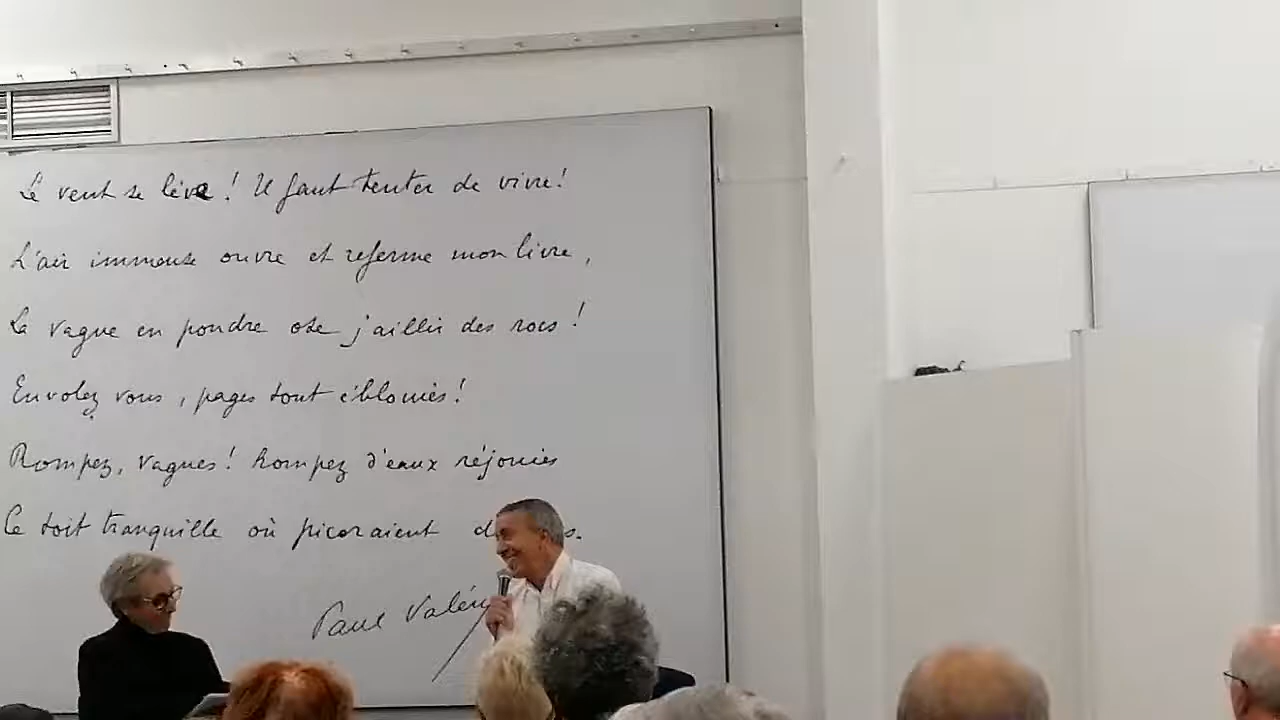 Le vent se lève ! Il faut tenter de vivre !
L'air immense ouvre et referme mon livre,
La vague en poudre ose jaillir des rocs !
Envolez vous, pages tout éblouies !
Rompez, vagues ! Rompez d'eaux réjouies
Ce toit tranquille où picoraient d s.
Paul Valéry